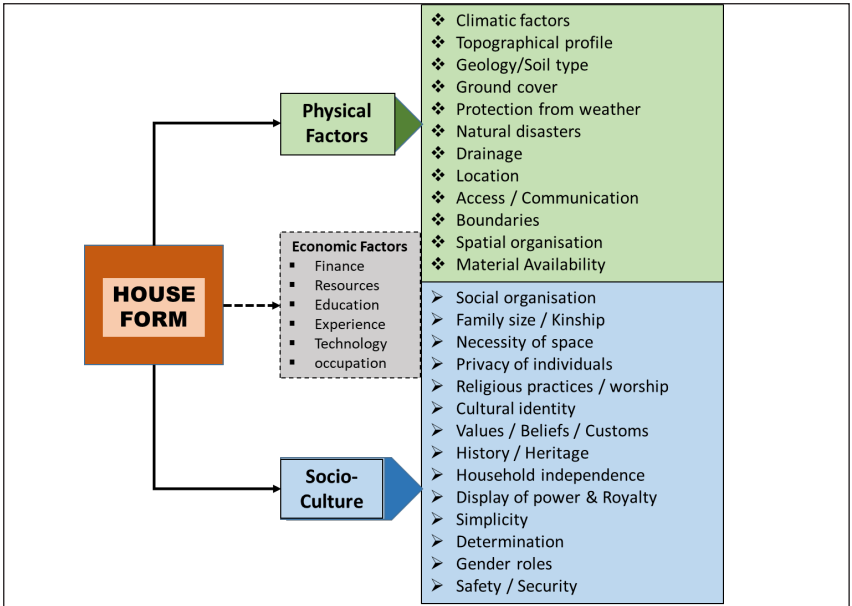 HOUSE
FORM
Physical
Factors
Climatic factors
Topographical profile
Geology/Soil type
Ground cover
Protection from weather
Natural disasters
Drainage
Location
Access / Communication
Boundaries
Spatial organisation
Material Availability
Economic Factors
Finance
Resources
Education
Experience
Technology
occupation
Socio-
Culture
Social organisation
Family size / Kinship
Necessity of space
Privacy of individuals
Religious practices / worship
Cultural identity
Values / Beliefs / Customs
History / Heritage
Household independence
Display of power & Royalty
Simplicity
Determination
Gender roles
Safety / Security